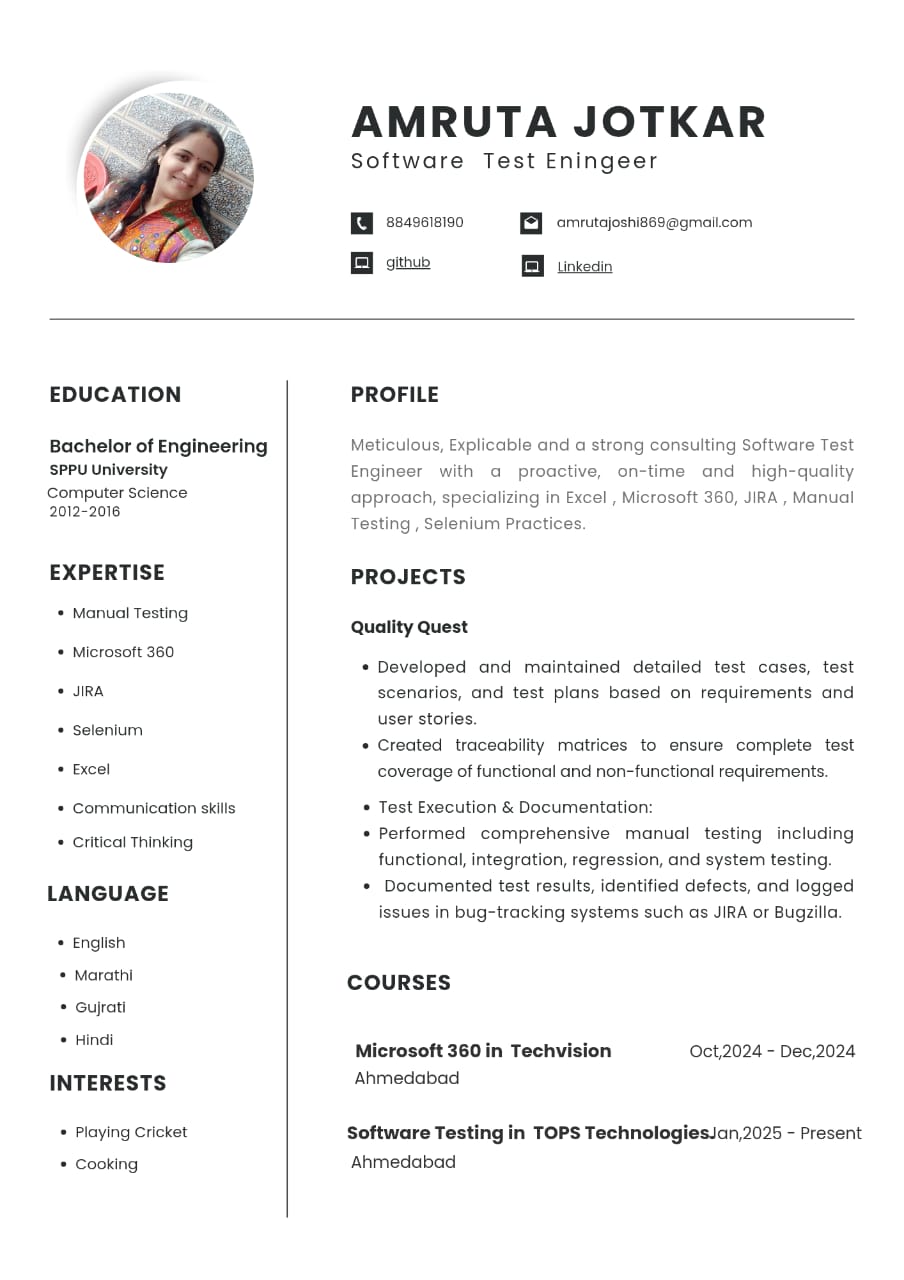 AMRUTA JOTKAR
Software Test Eningeer
8849618190
amrutajoshi869@gmail.com
github
Linkedin
EDUCATION
Bachelor of Engineering
SPPU University
Computer Science
2012-2016
EXPERTISE
• Manual Testing
• Microsoft 360
• JIRA
• Selenium
• Excel
• Communication skills
• Critical Thinking
LANGUAGE
• English
• Marathi
• Gujrati
• Hindi
INTERESTS
• Playing Cricket
• Cooking
PROFILE
Meticulous, Explicable and a strong consulting Software Test
Engineer with a proactive, on-time and high-quality
approach, specializing in Excel , Microsoft 360, JIRA , Manual
Testing , Selenium Practices.
PROJECTS
Quality Quest
• Developed and maintained detailed test cases, test
scenarios, and test plans based on requirements and
user stories.
• Created traceability matrices to ensure complete test
coverage of functional and non-functional requirements.
• Test Execution & Documentation:
• Performed comprehensive manual testing including
functional, integration, regression, and system testing.
• Documented test results, identified defects, and logged
issues in bug-tracking systems such as JIRA or Bugzilla.
COURSES
Microsoft 360 in Techvision Oct,2024 - Dec,2024
Ahmedabad
Software Testing in TOPS Technologies Jan,2025 - Present
Ahmedabad